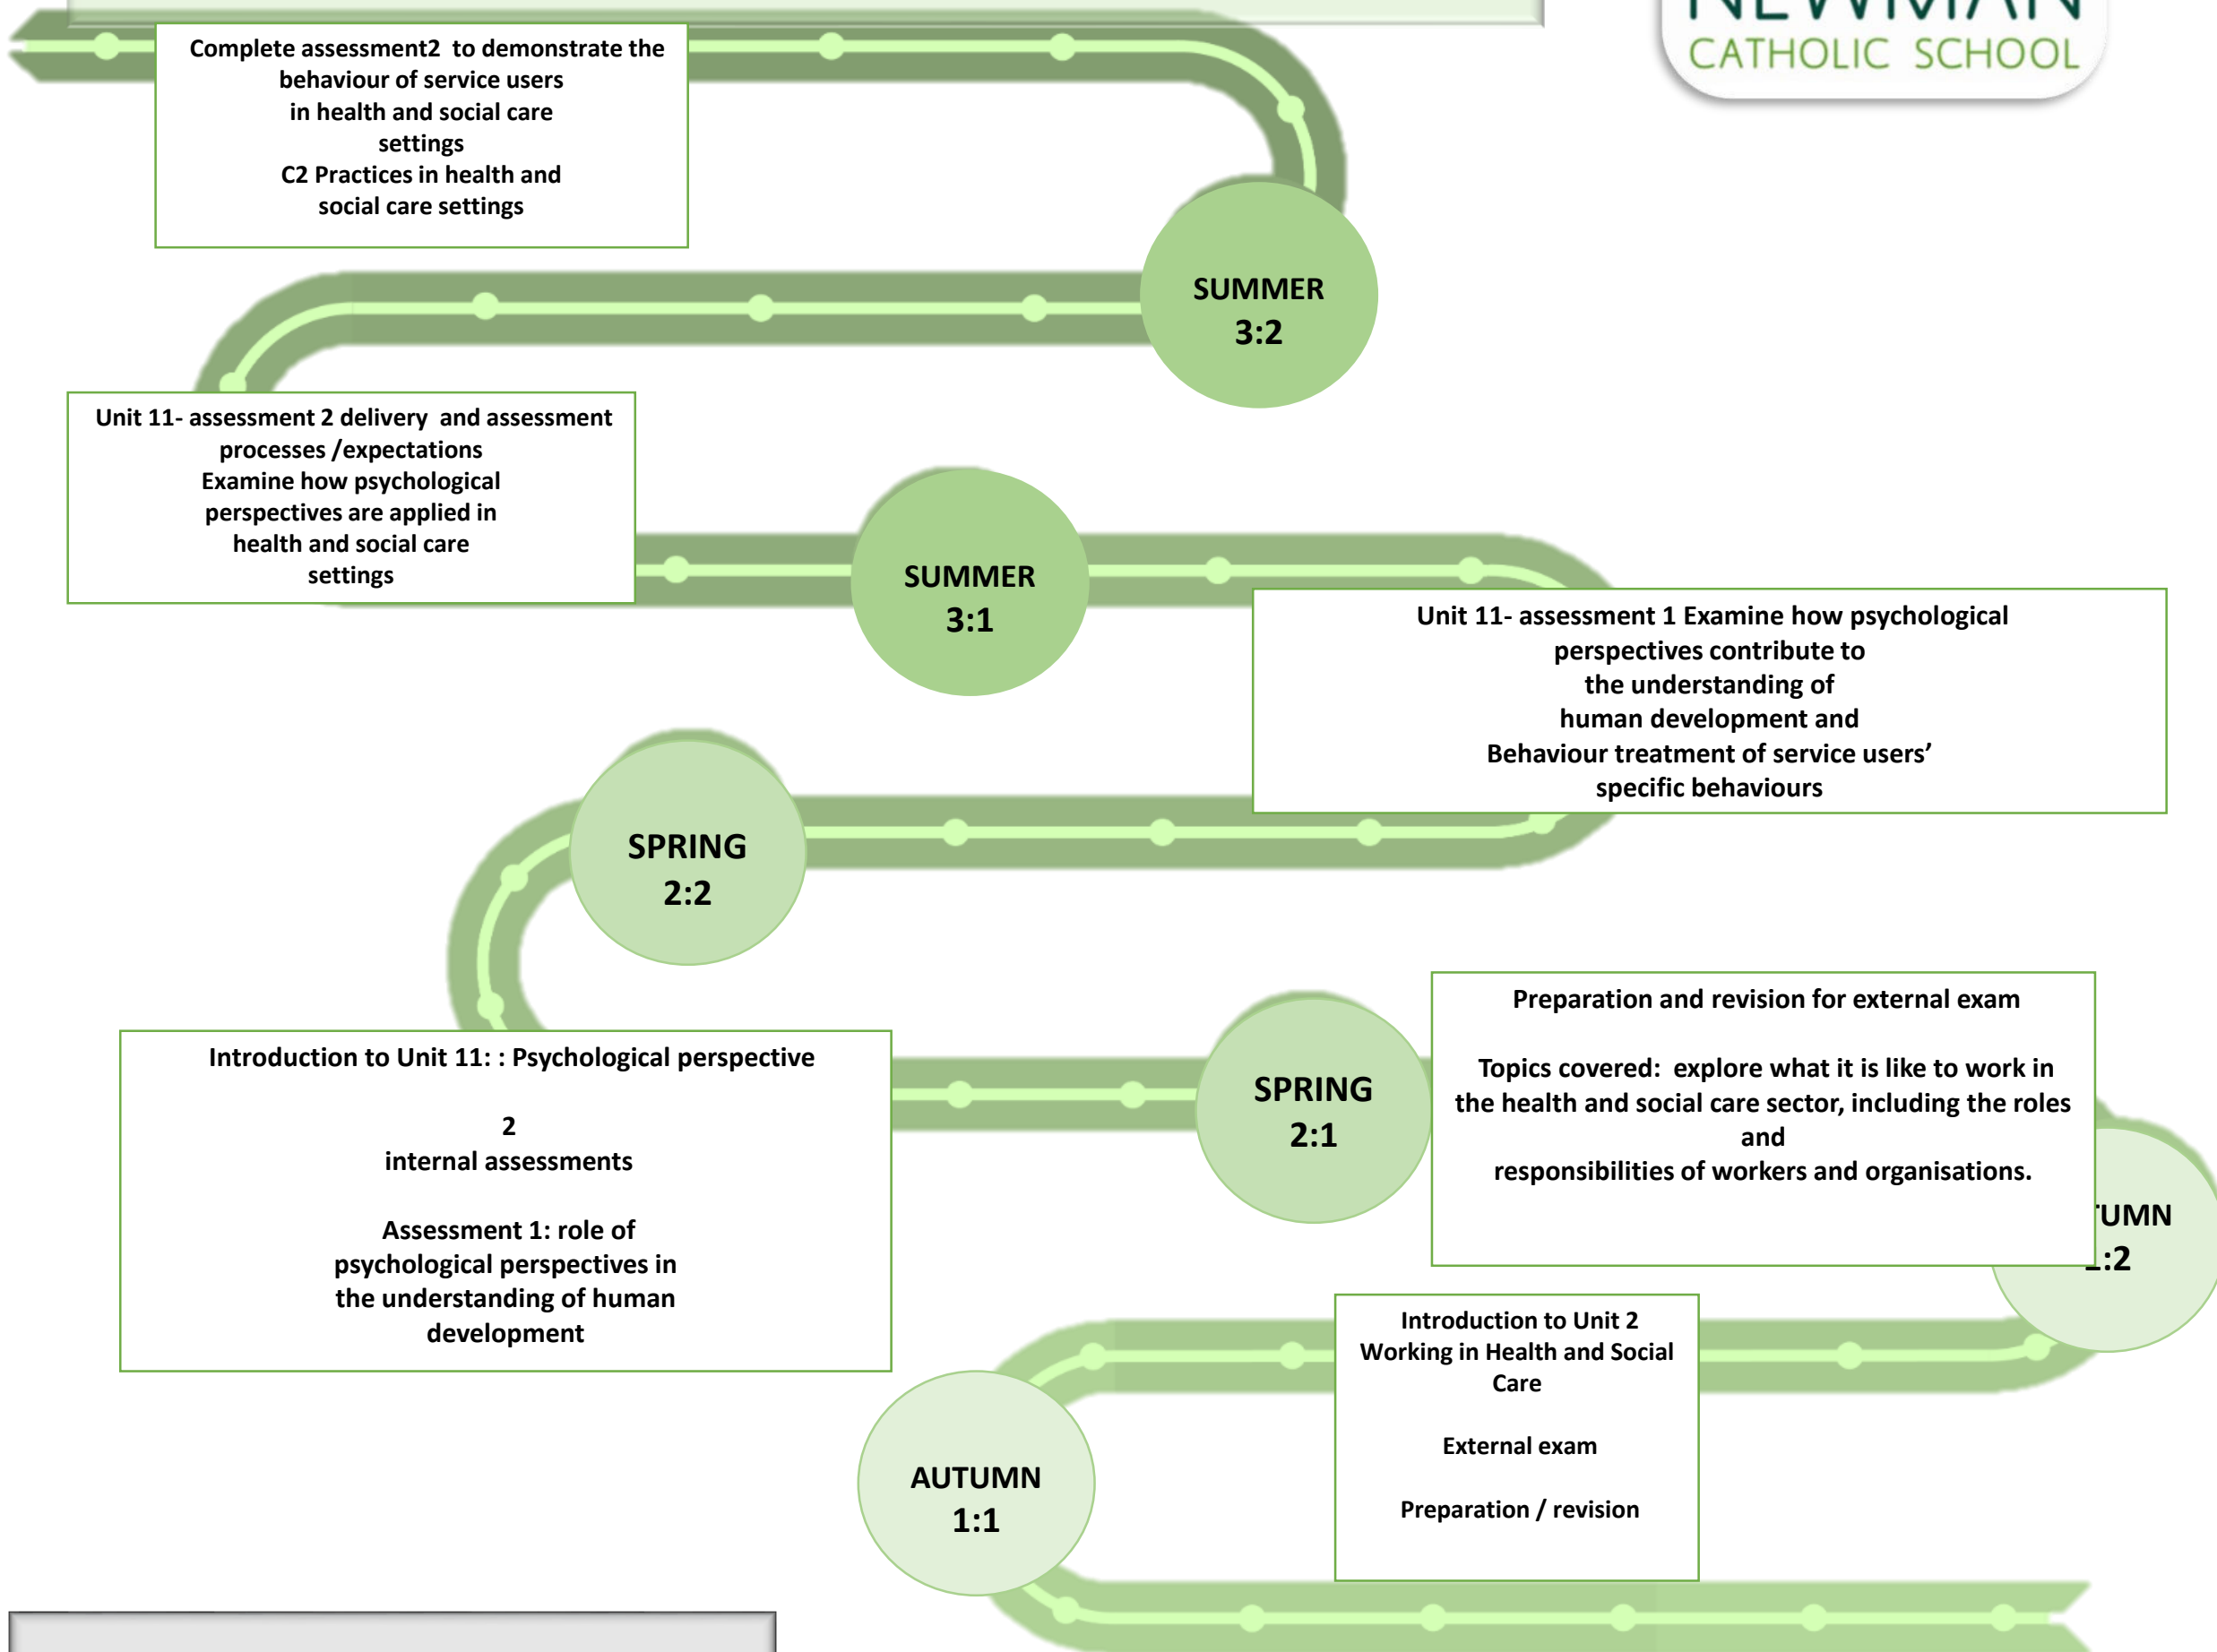 NEWMAN
CATHOLIC SCHOOL
Complete assessment2 to demonstrate the
behaviour of service users
in health and social care
settings
C2 Practices in health and
social care settings
SUMMER
3:2
Unit 11- assessment 2 delivery and assessment
processes /expectations
Examine how psychological
perspectives are applied in
health and social care
settings
SUMMER
3:1
Unit 11- assessment 1 Examine how psychological
perspectives contribute to
the understanding of
human development and
Behaviour treatment of service users’
specific behaviours
SPRING
2:2
Preparation and revision for external exam
Topics covered: explore what it is like to work in
the health and social care sector, including the roles
and
responsibilities of workers and organisations.
SPRING
2:1
Introduction to Unit 11: : Psychological perspective
2
internal assessments
Assessment 1: role of
psychological perspectives in
the understanding of human
development
UMN
:2
Introduction to Unit 2
Working in Health and Social
Care
External exam
Preparation / revision
AUTUMN
1:1